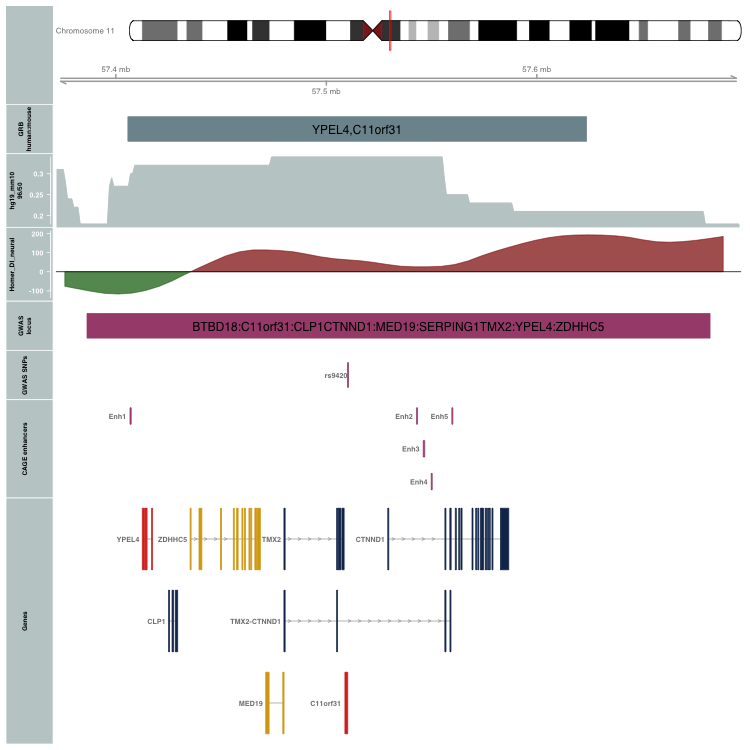 Chromosome 11
57.4 mb
57.6 mb
57.5 mb
GRB
human:mouse
YPEL4,C11orf31
hg19_mm10
96/50
0.3
0.25
0.2
Homer_DI_neural
200
100
0
-100
GWAS
locus
BTBD18:C11orf31:CLP1CTNND1:MED19:SERPING1TMX2:YPEL4:ZDHHC5
GWAS SNPs
rs9420
CAGE enhancers
Enh1
Enh2
Enh5
Enh3
Enh4
Genes
YPEL4
ZDHHC5
TMX2
CTNND1
CLP1
TMX2-CTNND1
MED19
C11orf31